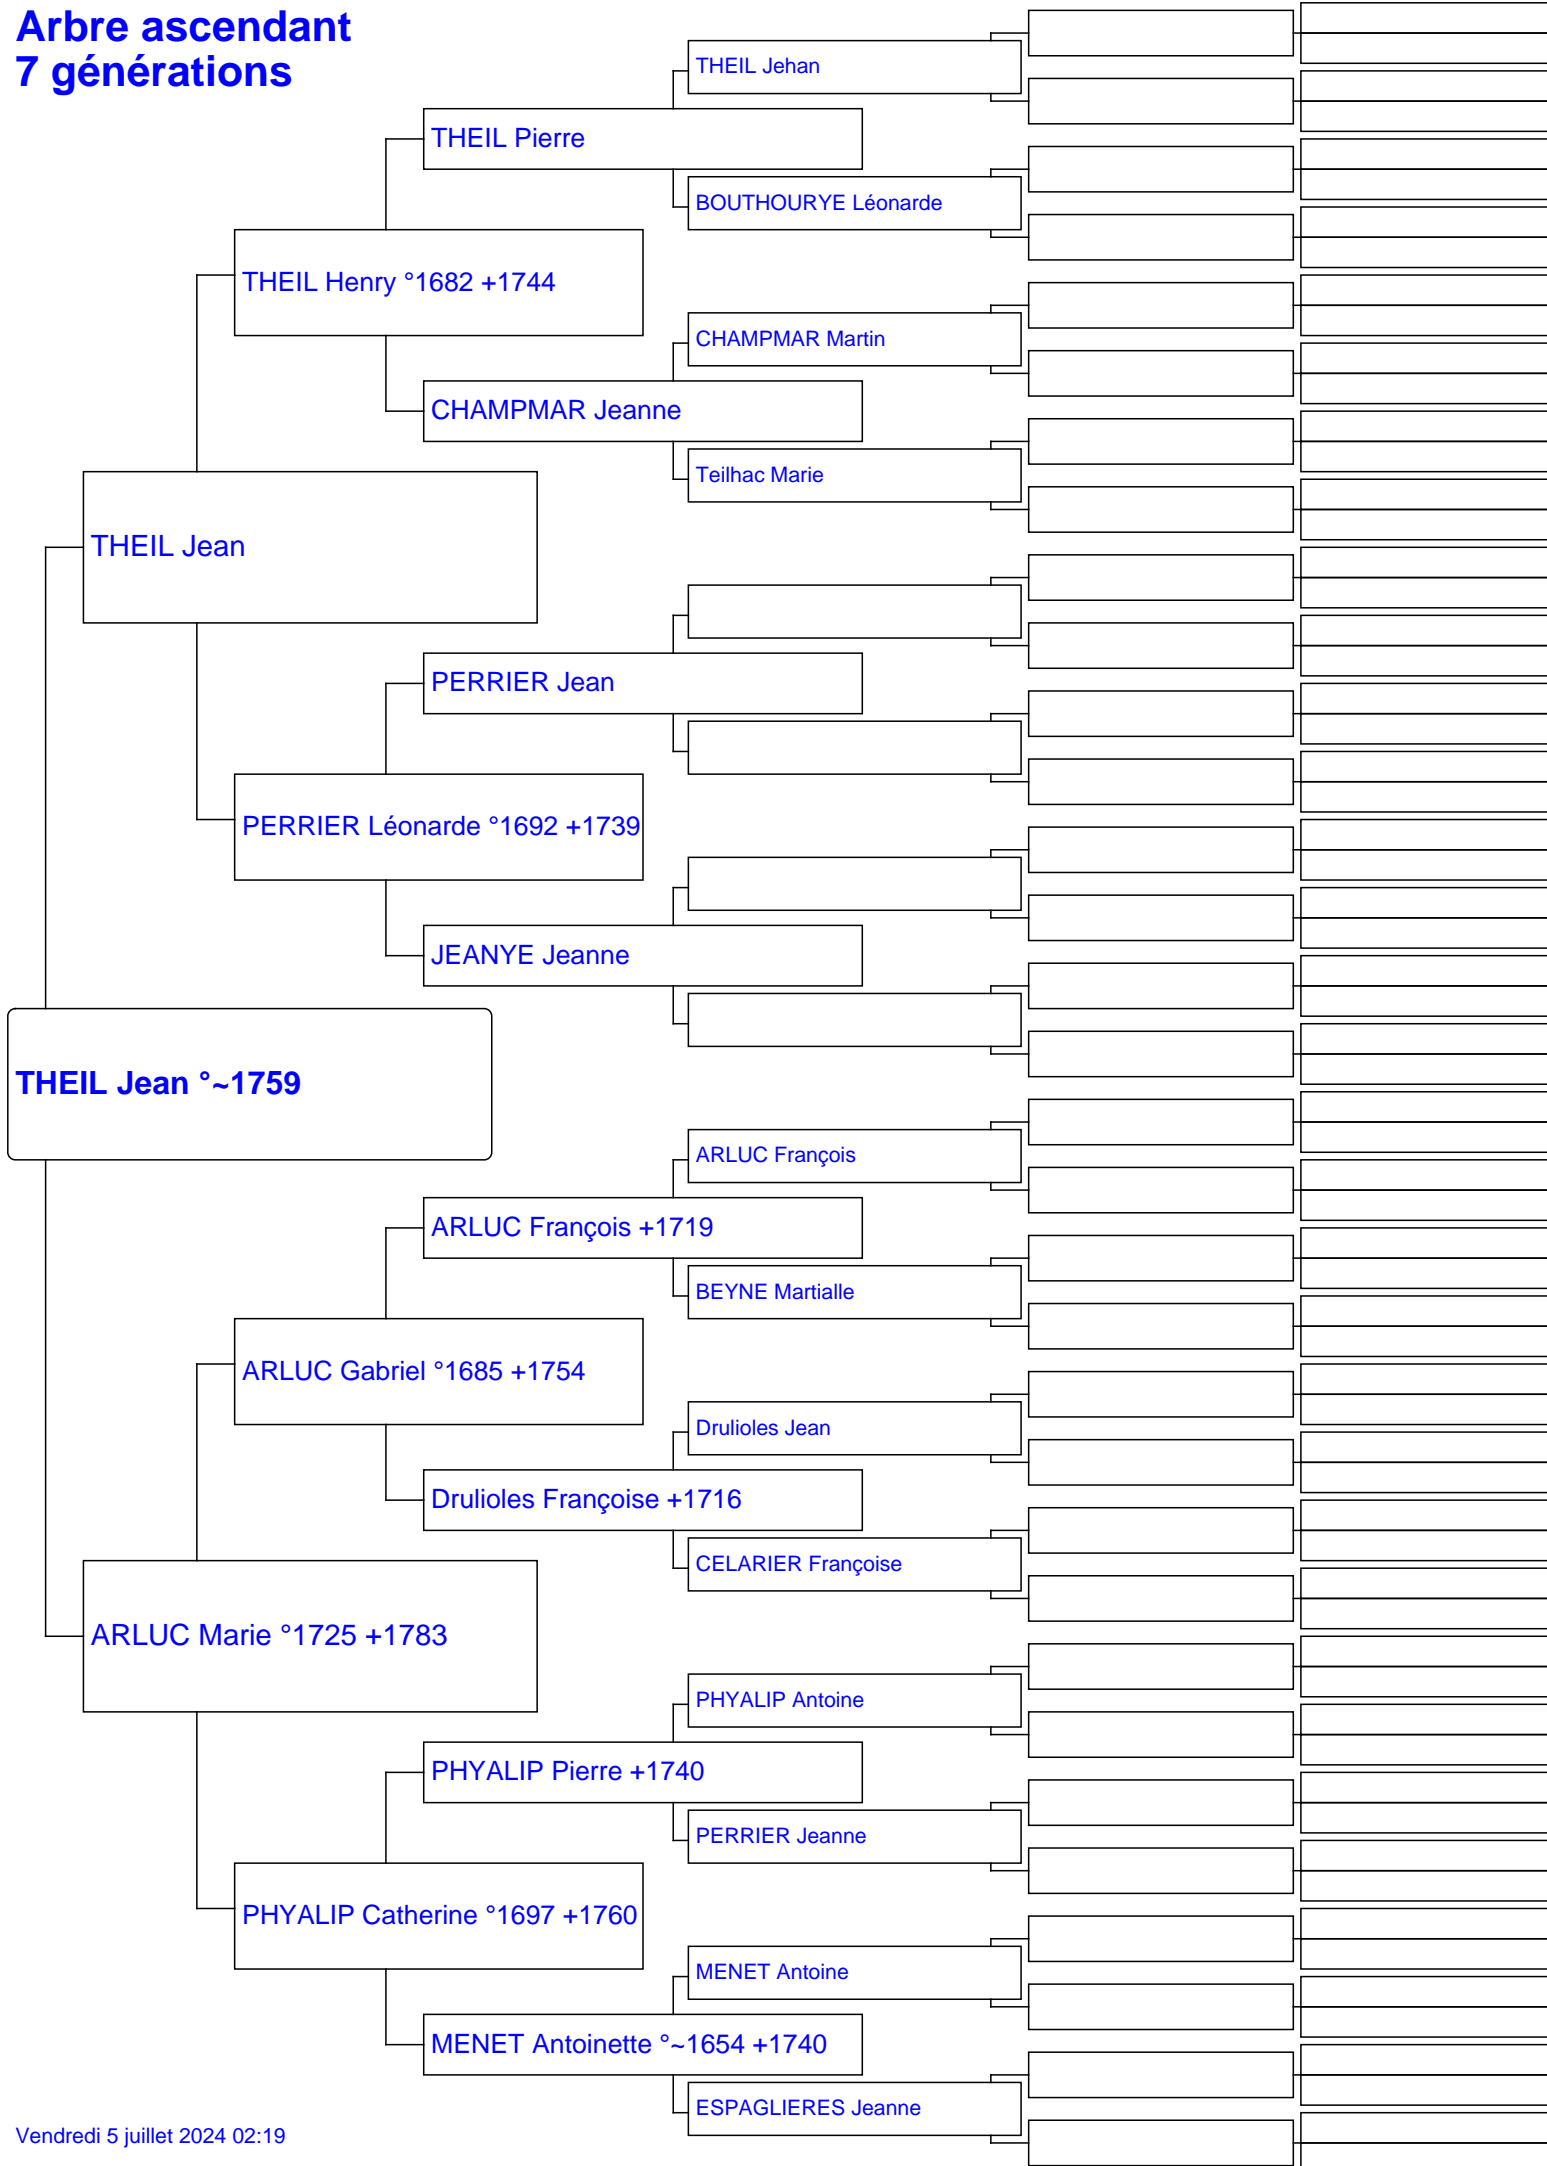 Arbre ascendant
7 générations
THEIL Jehan
THEIL Pierre
BOUTHOURYE Léonarde
THEIL Henry °1682 +1744
CHAMPMAR Martin
CHAMPMAR Jeanne
Teilhac Marie
THEIL Jean
PERRIER Jean
PERRIER Léonarde °1692 +1739
JEANYE Jeanne
THEIL Jean °~1759
ARLUC François
ARLUC François +1719
BEYNE Martialle
ARLUC Gabriel °1685 +1754
Drulioles Jean
Drulioles Françoise +1716
CELARIER Françoise
ARLUC Marie °1725 +1783
PHYALIP Antoine
PHYALIP Pierre +1740
PERRIER Jeanne
PHYALIP Catherine °1697 +1760
MENET Antoine
MENET Antoinette °~1654 +1740
ESPAGLIERES Jeanne
Vendredi 5 juillet 2024 02:19